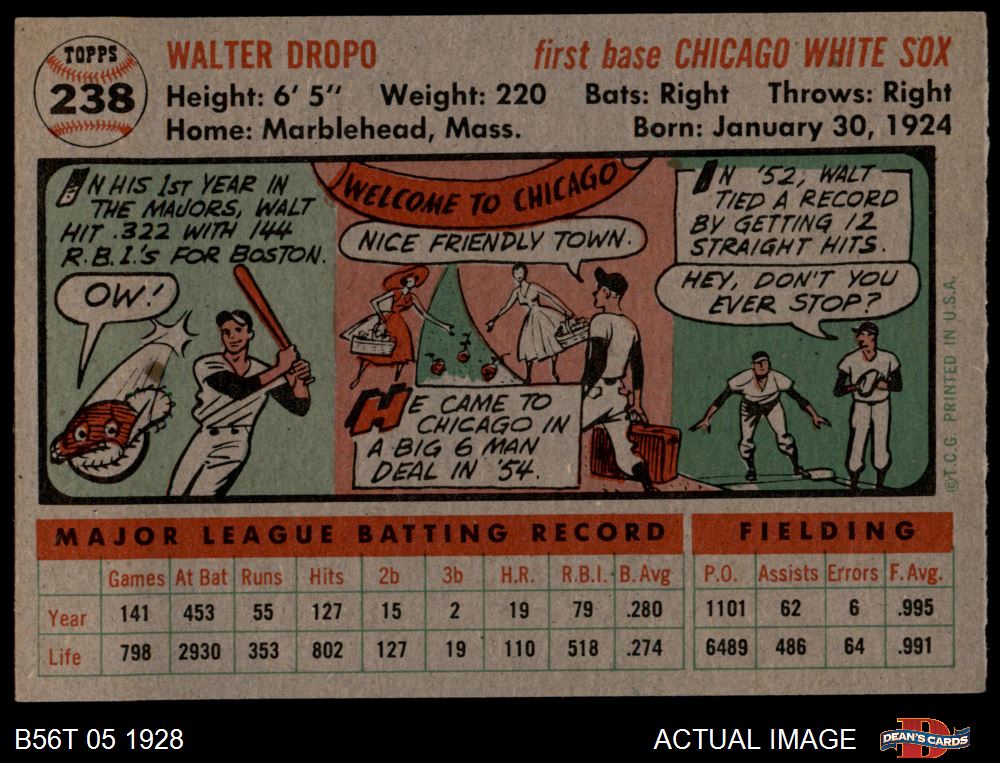 TOPPS
238
WALTER DROPO
first base CHICAGO WHITE SOX
Height: 6' 5" Weight: 220 Bats: Right Throws: Right
Home: Marblehead, Mass. Born: January 30, 1924
IN HIS 1ST YEAR IN
THE MAJORS, WALT
HIT .322 WITH 144
R.B.I.'S FOR BOSTON.
OW!
WELCOME TO CHICAGO
NICE FRIENDLY TOWN.
HE CAME TO
CHICAGO IN
A BIG 6 MAN
DEAL IN '54.
IN '52, WALT
TIED A RECORD
BY GETTING 12
STRAIGHT HITS.
HEY, DON'T YOU
EVER STOP?
©T.C.G. PRINTED IN U.S.A.
MAJOR LEAGUE BATTING RECORD FIELDING
Games At Bat Runs Hits 2b 3b H.R. R.B.I. B. Avg P.O. Assists Errors F. Avg.
Year 141 453 55 127 15 2 19 79 .280 1101 62 6 .995
Life 798 2930 353 802 127 19 110 518 .274 6489 486 64 .991
B56T 05 1928
ACTUAL IMAGE
D
DEAN'S CARDS